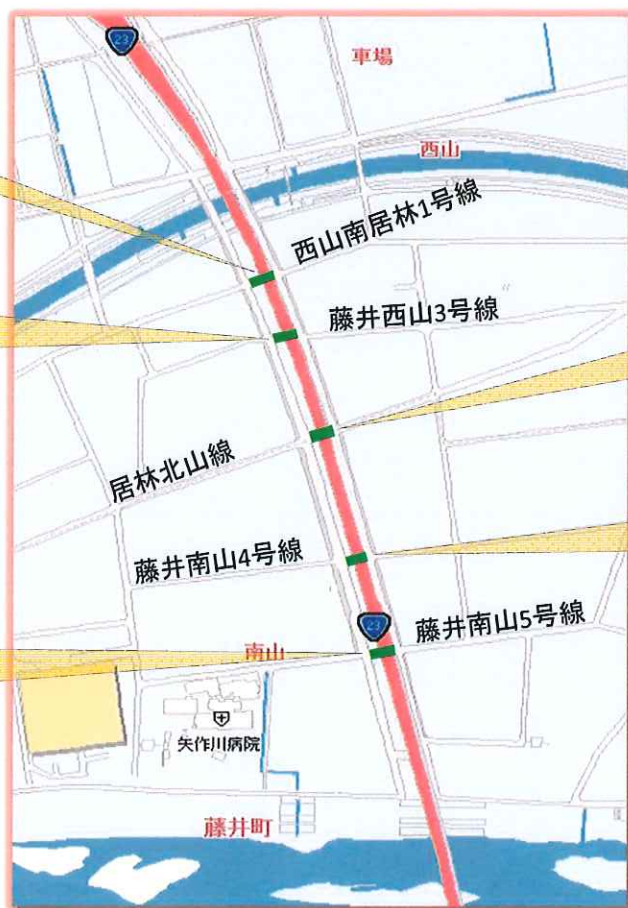 23
車場
西山
西山南居林1号線
藤井西山3号線
居林北山線
藤井南山4号線
23
藤井南山5号線
南山
矢作川病院
藤井町